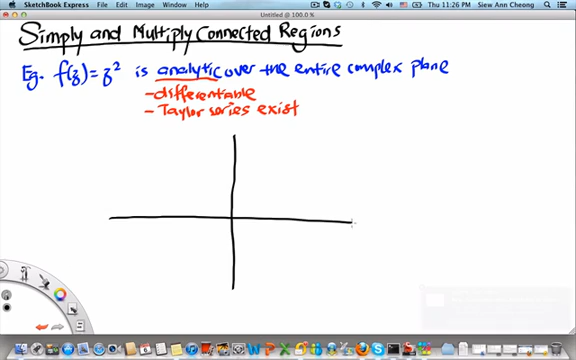 SketchBook Express File Edit Image Window Help Thu 11:26 PM Siew Ann Cheong
Untitled @ 100.0 %
Simply and Multiply Connected Regions
Eg. f(z)=z² is analytic over the entire complex plane
-differentiable
-Taylor series exist